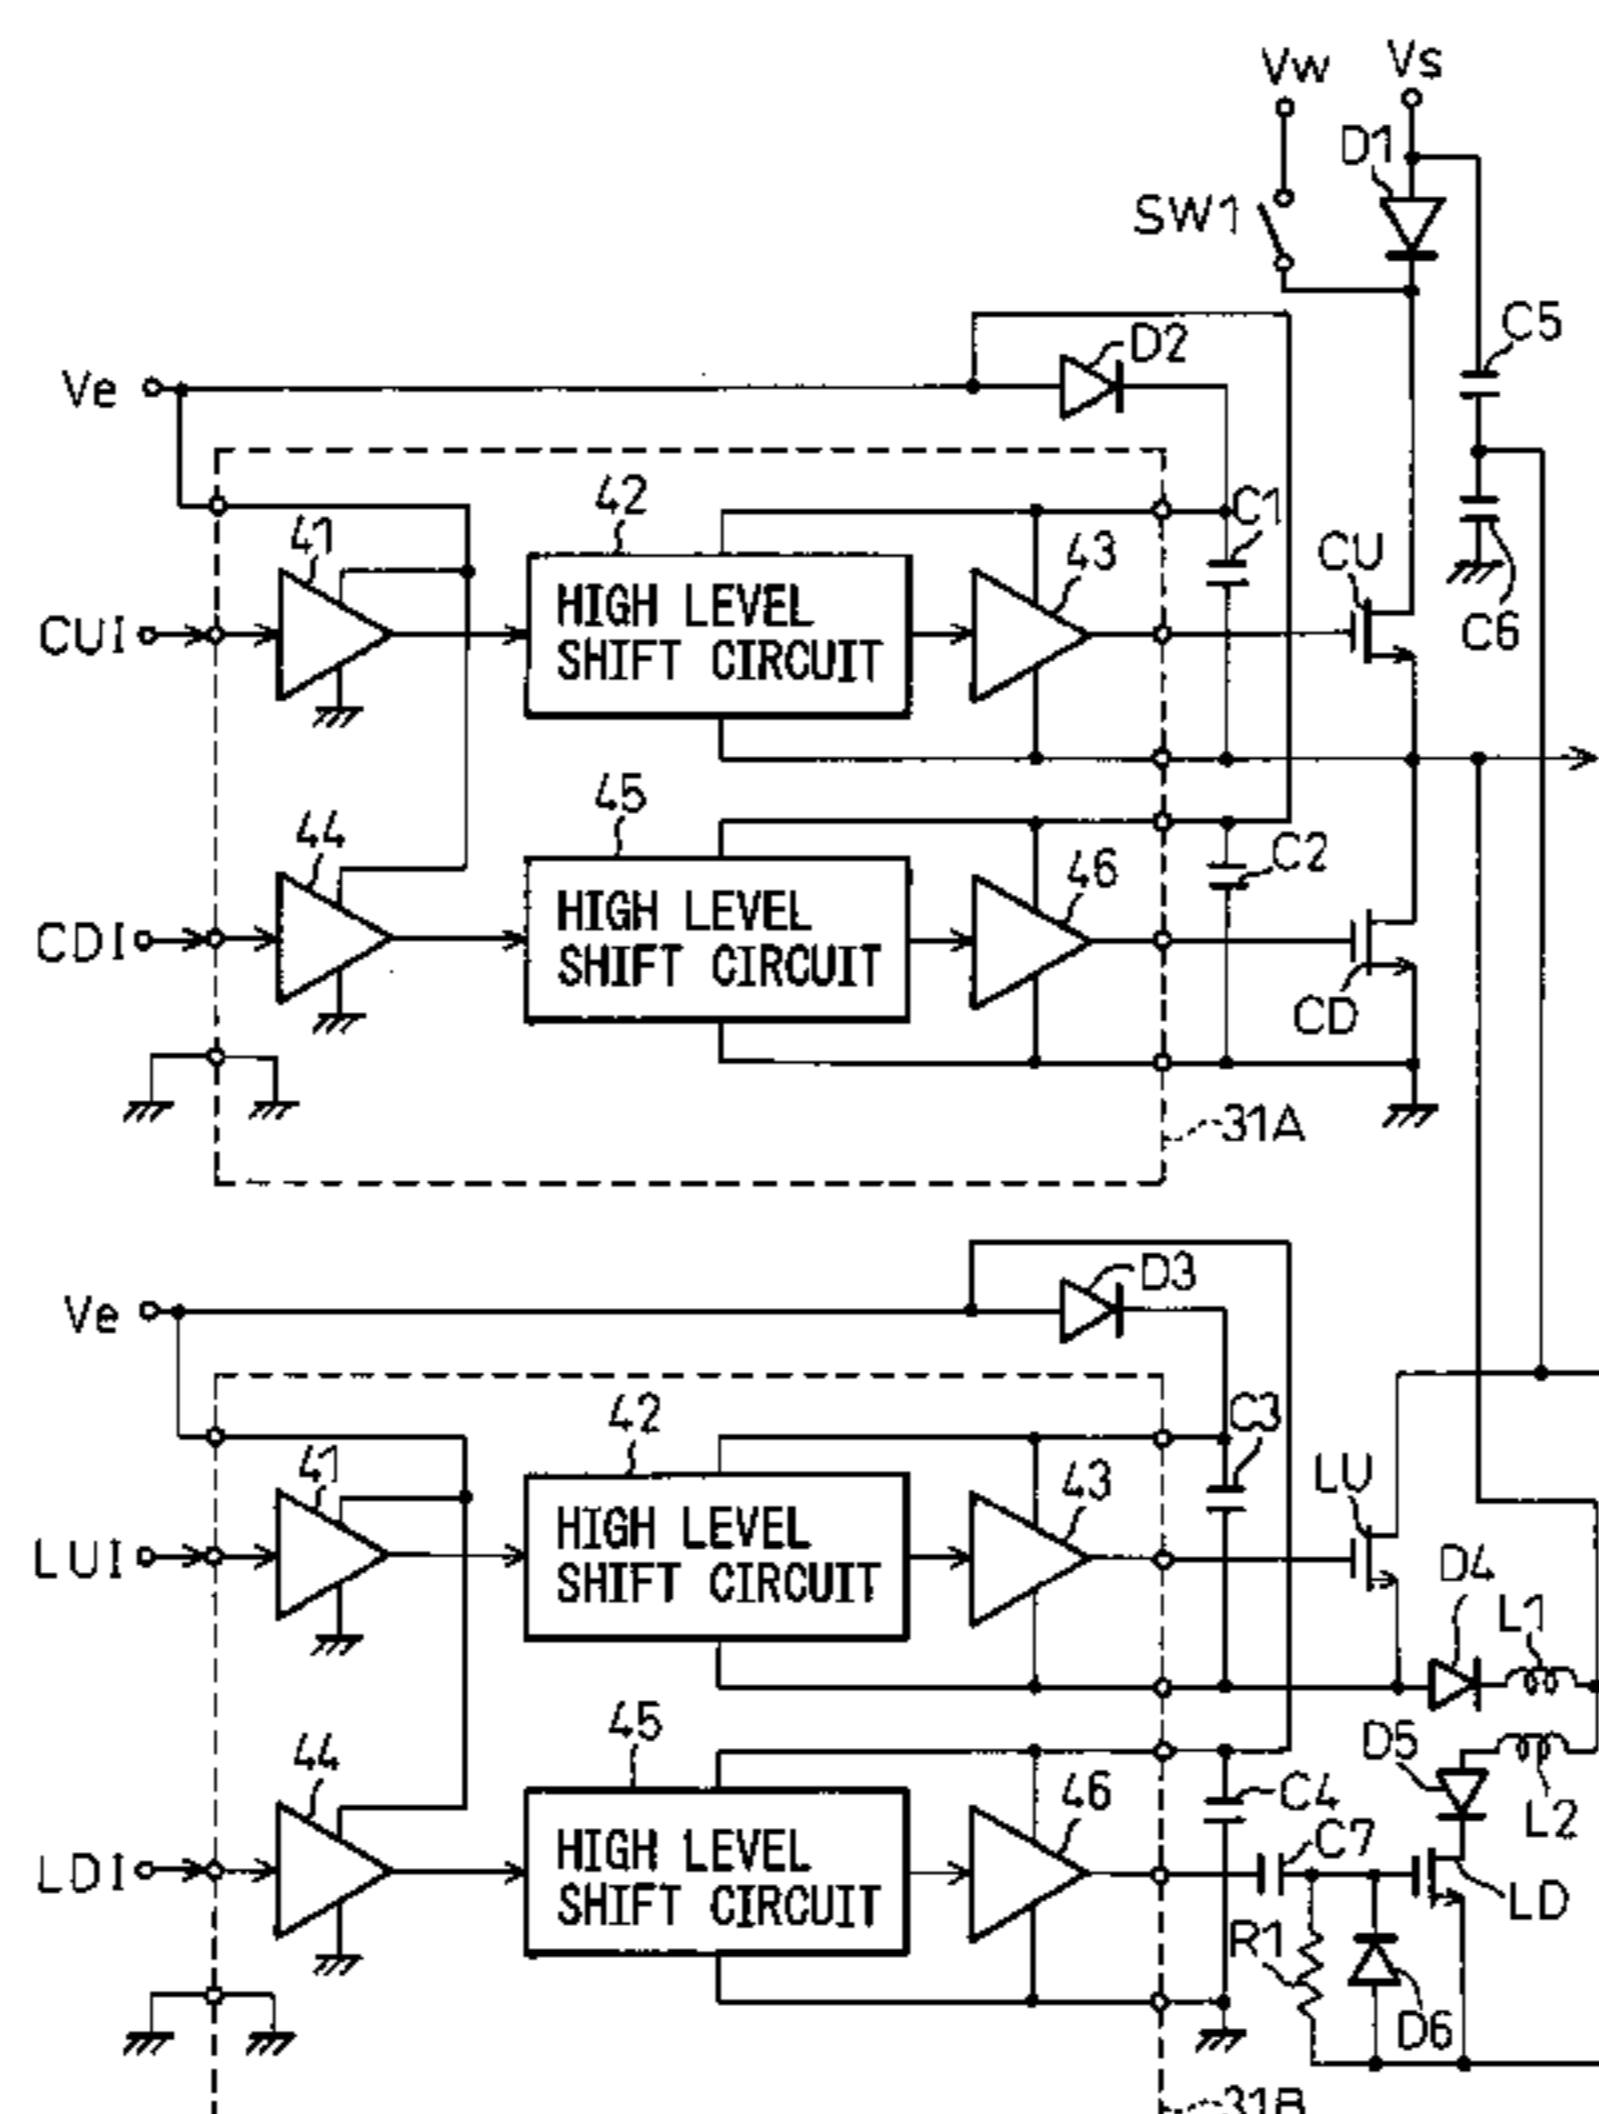 Vw
Vs
D1
SW1
C5
D2
Ve
42
C1
41
43
CU
HIGH LEVEL
SHIFT CIRCUIT
CUI
C6
45
44
C2
46
HIGH LEVEL
SHIFT CIRCUIT
CDI
CD
31A
D3
Ve
42
C3
41
43
LU
HIGH LEVEL
SHIFT CIRCUIT
LUI
D4
L1
45
44
D5
46
C4
L2
C7
HIGH LEVEL
SHIFT CIRCUIT
LDI
LD
R1
D6
31B